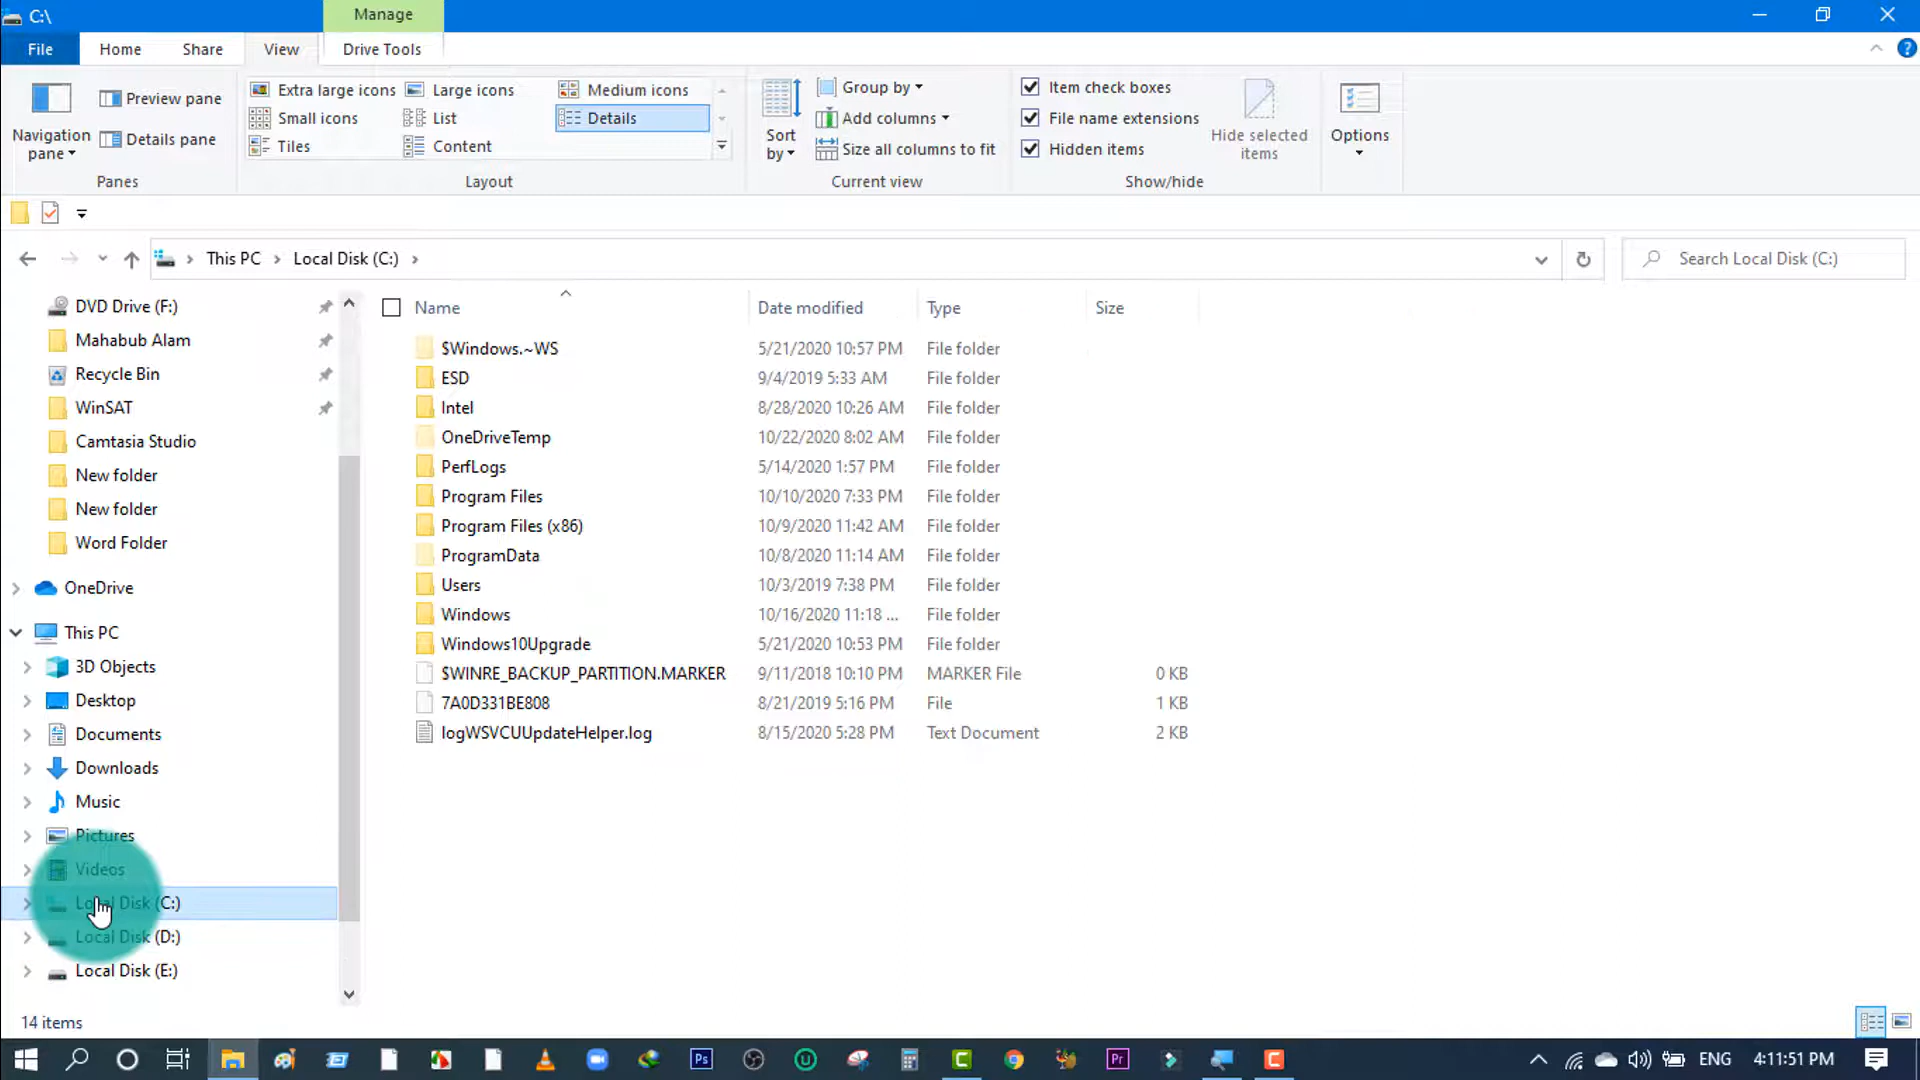 C:\
Manage
File
Home
Share
View
Drive Tools
Navigation pane
Preview pane
Details pane
Panes
Extra large icons
Large icons
Medium icons
Small icons
List
Details
Tiles
Content
Layout
Sort by
Group by
Add columns
Size all columns to fit
Current view
Item check boxes
File name extensions
Hidden items
Hide selected items
Show/hide
Options
This PC
Local Disk (C:)
Search Local Disk (C:)
DVD Drive (F:)
Mahabub Alam
Recycle Bin
WinSAT
Camtasia Studio
New folder
New folder
Word Folder
OneDrive
This PC
3D Objects
Desktop
Documents
Downloads
Music
Pictures
Videos
Local Disk (C:)
Local Disk (D:)
Local Disk (E:)
Name Date modified Type Size
$Windows.~WS 5/21/2020 10:57 PM File folder
ESD 9/4/2019 5:33 AM File folder
Intel 8/28/2020 10:26 AM File folder
OneDriveTemp 10/22/2020 8:02 AM File folder
PerfLogs 5/14/2020 1:57 PM File folder
Program Files 10/10/2020 7:33 PM File folder
Program Files (x86) 10/9/2020 11:42 AM File folder
ProgramData 10/8/2020 11:14 AM File folder
Users 10/3/2019 7:38 PM File folder
Windows 10/16/2020 11:18 ... File folder
Windows10Upgrade 5/21/2020 10:53 PM File folder
$WINRE_BACKUP_PARTITION.MARKER 9/11/2018 10:10 PM MARKER File 0 KB
7A0D331BE808 8/21/2019 5:16 PM File 1 KB
logWSVCUUpdateHelper.log 8/15/2020 5:28 PM Text Document 2 KB
14 items
Ps
Pr
ENG
4:11:51 PM